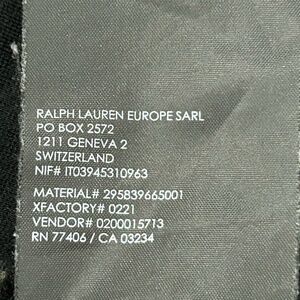 RALPH LAUREN EUROPE SARL
PO BOX 2572
1211 GENEVA 2
SWITZERLAND
NIF# IT03945310963
MATERIAL# 295839665001
XFACTORY# 0221
VENDOR# 0200015713
RN 77406 / CA 03234